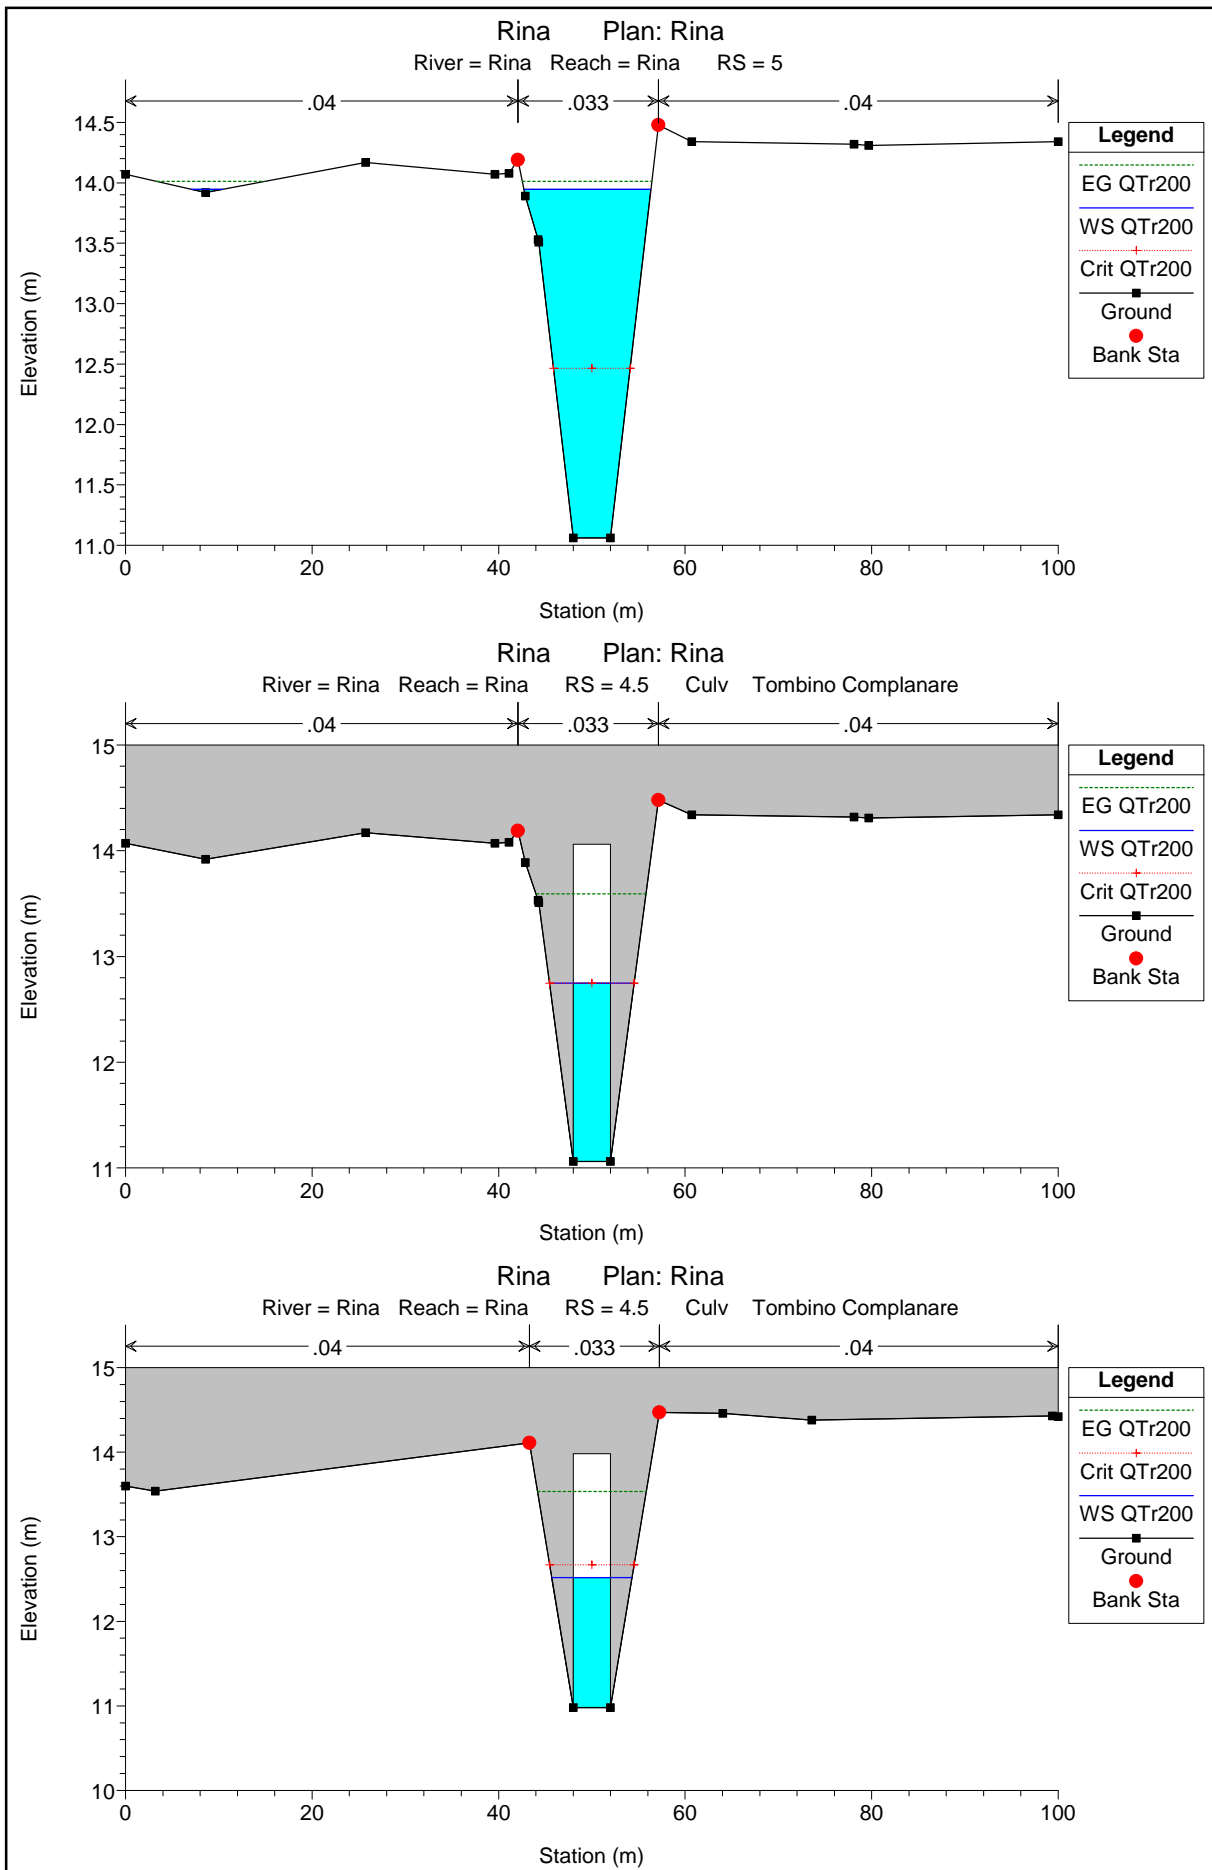 Rina Plan: Rina
River = Rina Reach = Rina RS = 5
.04 .033 .04
14.5
14.0
13.5
13.0
12.5
12.0
11.5
11.0
Elevation (m)
0 20 40 60 80 100
Station (m)
Legend
EG QTr200
WS QTr200
Crit QTr200
Ground
Bank Sta
Rina Plan: Rina
River = Rina Reach = Rina RS = 4.5 Culv Tombino Complanare
.04 .033 .04
15
14
13
12
11
Elevation (m)
0 20 40 60 80 100
Station (m)
Legend
EG QTr200
WS QTr200
Crit QTr200
Ground
Bank Sta
Rina Plan: Rina
River = Rina Reach = Rina RS = 4.5 Culv Tombino Complanare
.04 .033 .04
15
14
13
12
11
10
Elevation (m)
0 20 40 60 80 100
Station (m)
Legend
EG QTr200
Crit QTr200
WS QTr200
Ground
Bank Sta